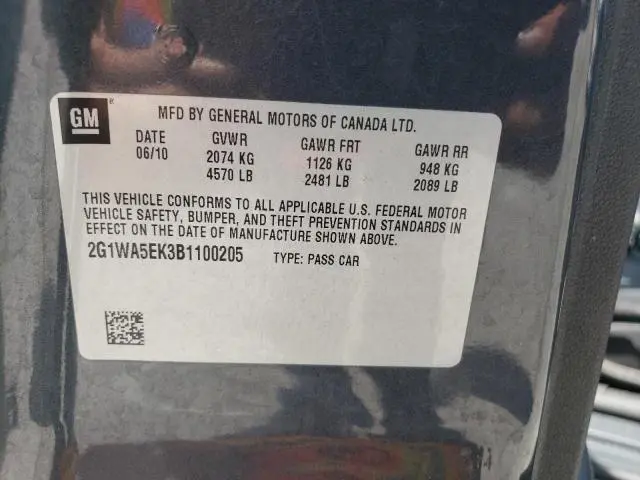 GM ®
MFD BY GENERAL MOTORS OF CANADA LTD.
DATE GVWR GAWR FRT GAWR RR
06/10 2074 KG 1126 KG 948 KG
4570 LB 2481 LB 2089 LB
THIS VEHICLE CONFORMS TO ALL APPLICABLE U.S. FEDERAL MOTOR
VEHICLE SAFETY, BUMPER, AND THEFT PREVENTION STANDARDS IN
EFFECT ON THE DATE OF MANUFACTURE SHOWN ABOVE.
2G1WA5EK3B1100205 TYPE: PASS CAR